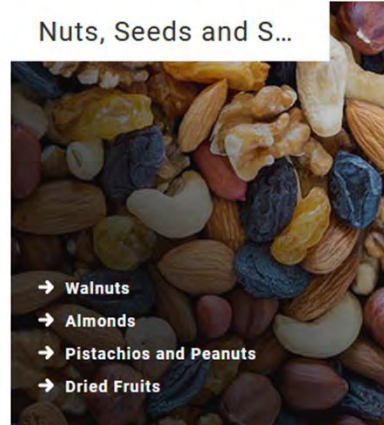 Nuts, Seeds and S...
→ Walnuts
→ Almonds
→ Pistachios and Peanuts
→ Dried Fruits